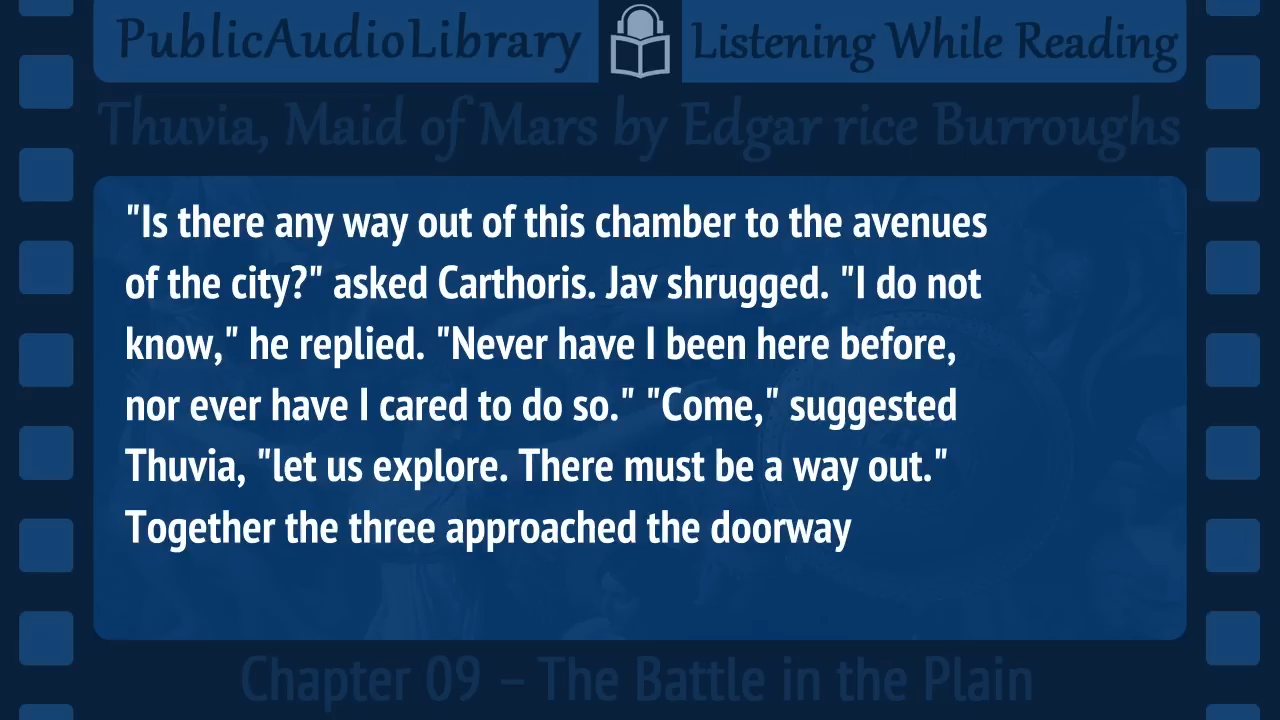 PublicAudioLibrary Listening While Reading
Thuvia, Maid of Mars by Edgar rice Burroughs
"Is there any way out of this chamber to the avenues
of the city?" asked Carthoris. Jav shrugged. "I do not
know," he replied. "Never have I been here before,
nor ever have I cared to do so." "Come," suggested
Thuvia, "let us explore. There must be a way out."
Together the three approached the doorway
Chapter 09 – The Battle in the Plain